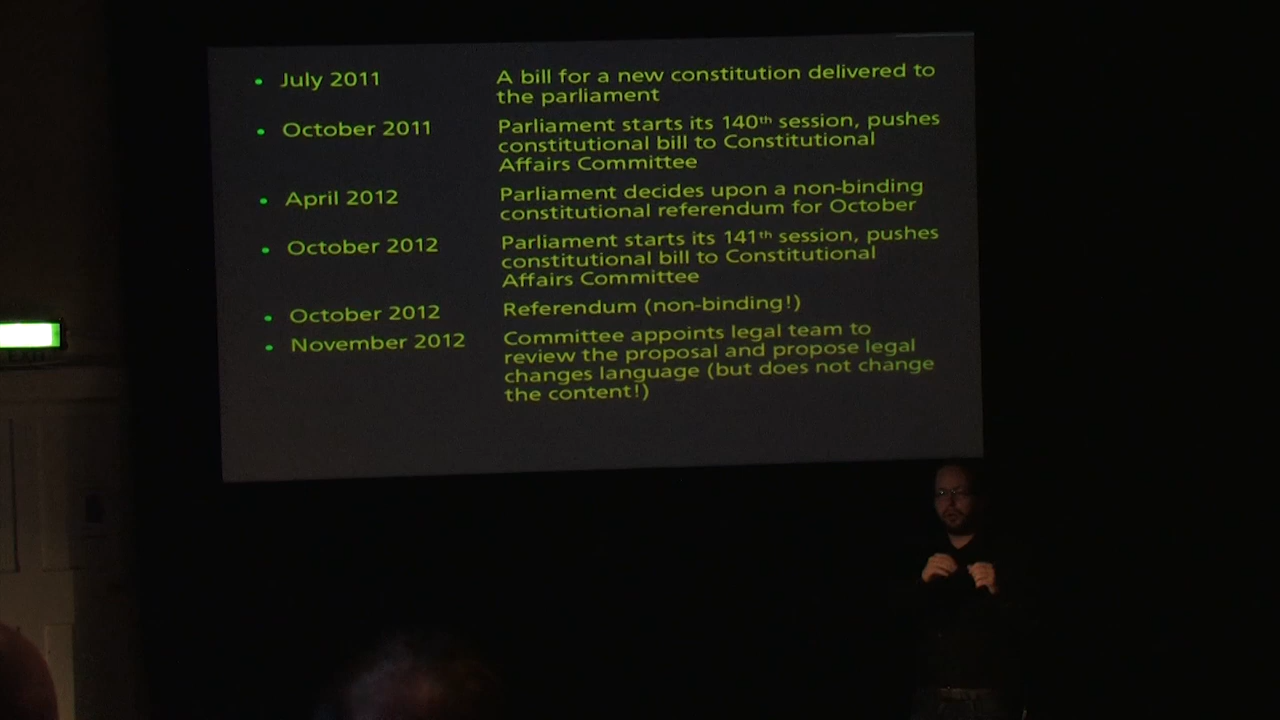 • July 2011 A bill for a new constitution delivered to
the parliament
• October 2011 Parliament starts its 140th session, pushes
constitutional bill to Constitutional
Affairs Committee
• April 2012 Parliament decides upon a non-binding
constitutional referendum for October
• October 2012 Parliament starts its 141th session, pushes
constitutional bill to Constitutional
Affairs Committee
• October 2012 Referendum (non-binding!)
• November 2012 Committee appoints legal team to
review the proposal and propose legal
changes language (but does not change
the content!)
EXIT